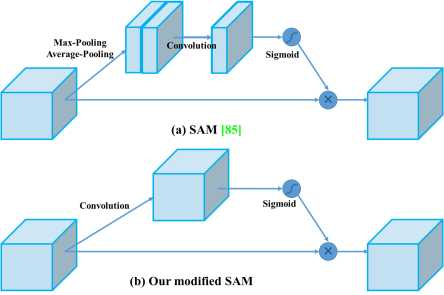 Max-Pooling
Average-Pooling
Convolution
Sigmoid
(a) SAM [85]
Convolution
Sigmoid
(b) Our modified SAM